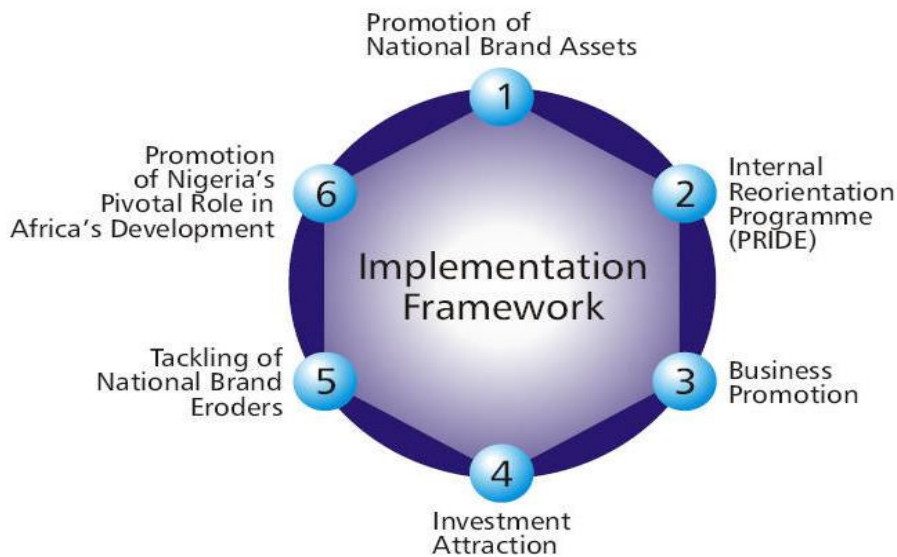 Promotion of
National Brand Assets
1
2
Internal
Reorientation
Programme
(PRIDE)
3
Business
Promotion
4
Investment
Attraction
5
Tackling of
National Brand
Eroders
6
Promotion
of Nigeria's
Pivotal Role in
Africa's Development
Implementation
Framework